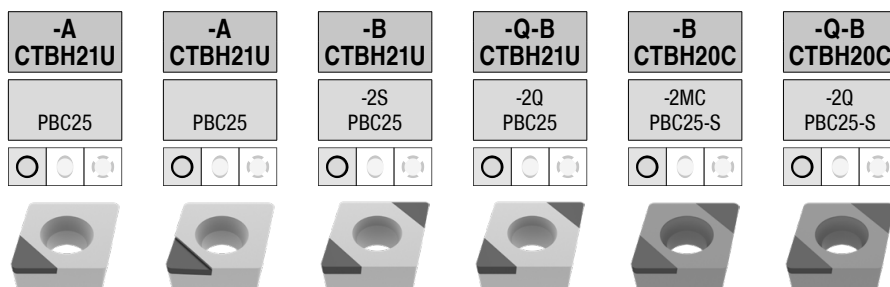 -A
CTBH21U
-A
CTBH21U
-B
CTBH21U
-Q-B
CTBH21U
-B
CTBH20C
-Q-B
CTBH20C
PBC25
PBC25
-2S
PBC25
-2Q
PBC25
-2MC
PBC25-S
-2Q
PBC25-S